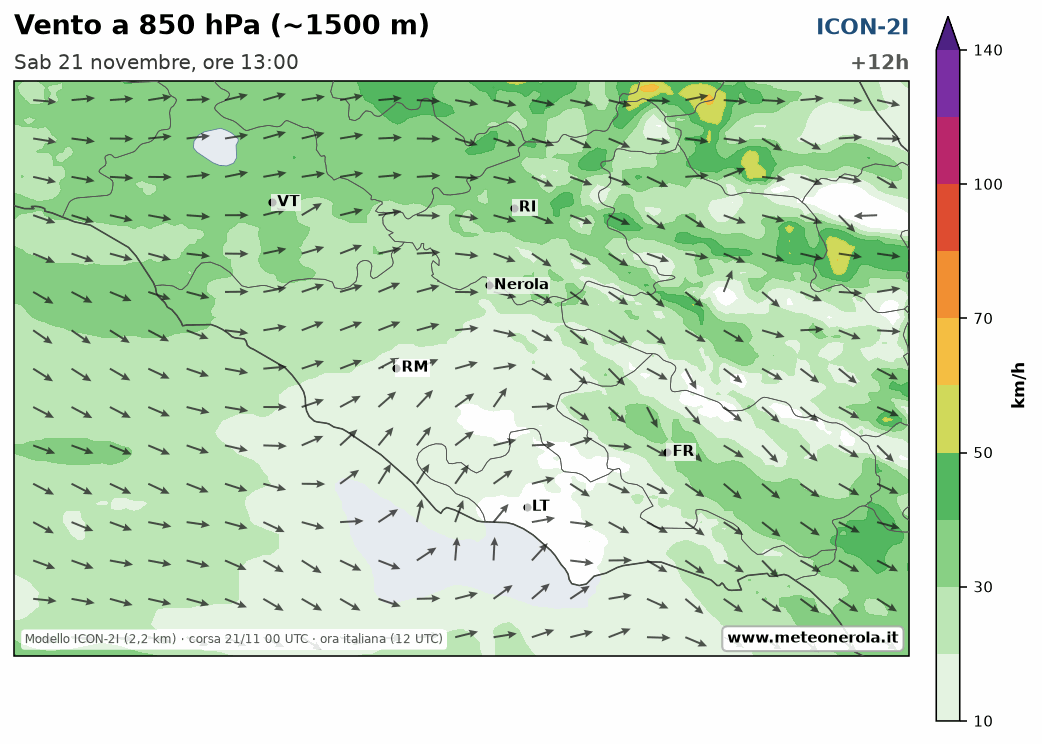 Vento a 850 hPa (~1500 m)
ICON-2I
Sab 21 novembre, ore 13:00
+12h
VT
RI
Nerola
RM
FR
LT
Modello ICON-2I (2,2 km) · corsa 21/11 00 UTC · ora italiana (12 UTC)
www.meteonerola.it
140
100
70
50
30
10
km/h